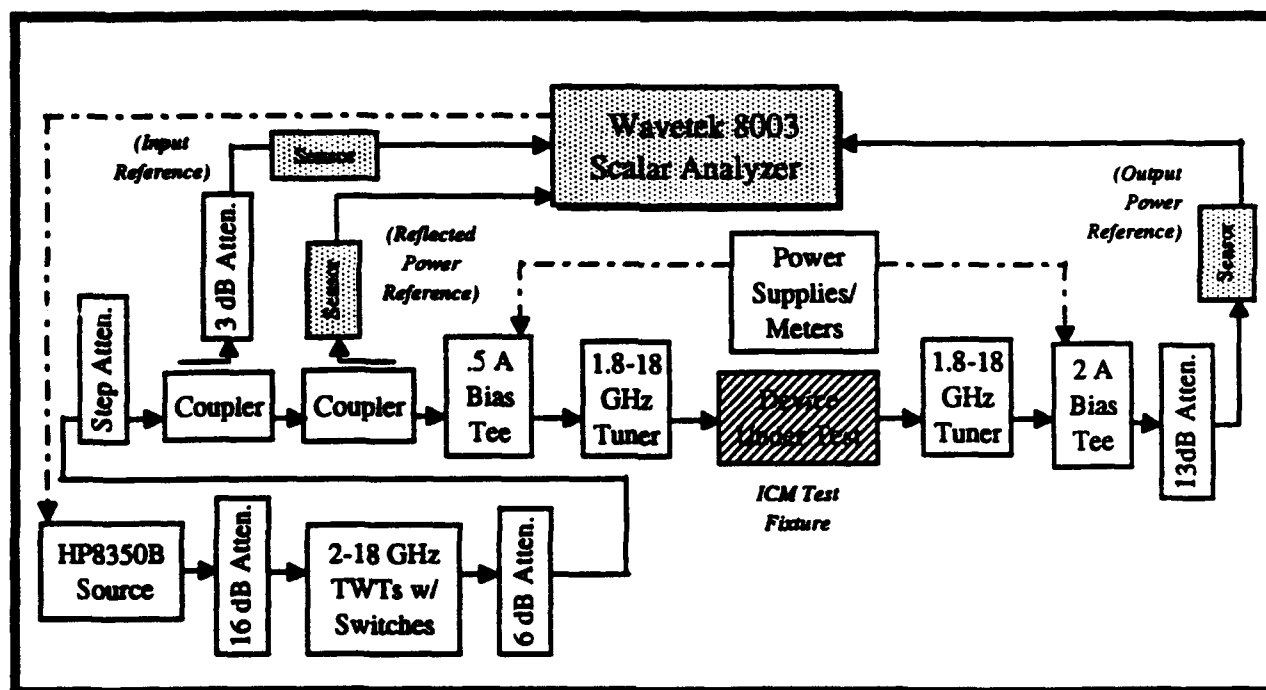 Wavetek 8003
Scalar Analyzer
(Input
Reference)
Sensor
3 dB Atten.
(Reflected
Power
Reference)
Sensor
(Output
Power
Reference)
Sensor
Power
Supplies/
Meters
Step Atten.
Coupler
Coupler
.5 A
Bias
Tee
1.8-18
GHz
Tuner
Device
Under Test
1.8-18
GHz
Tuner
2 A
Bias
Tee
13dB Atten.
ICM Test
Fixture
HP8350B
Source
16 dB Atten.
2-18 GHz
TWTs w/
Switches
6 dB Atten.